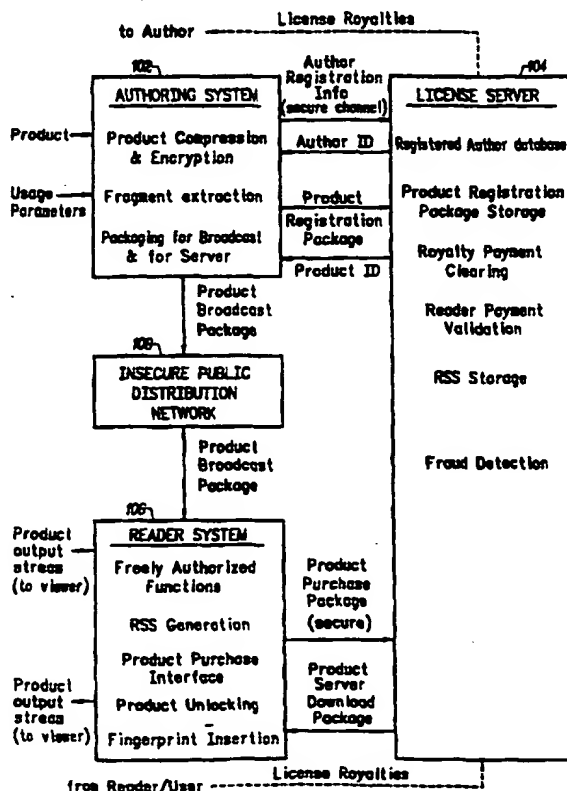 License Royalties
to Author
102
AUTHORING SYSTEM
Product
Product Compression
& Encryption
Usage
Parameters
Fragment extraction
Packaging for Broadcast
& for Server
Author
Registration
Info
(secure channel)
Author ID
Product
Registration
Package
Product ID
104
LICENSE SERVER
Registered Author database
Product Registration
Package Storage
Royalty Payment
Clearing
Reader Payment
Validation
RSS Storage
Fraud Detection
Product
Broadcast
Package
108
INSECURE PUBLIC
DISTRIBUTION
NETWORK
Product
Broadcast
Package
106
READER SYSTEM
Product
output
stream
(to viewer)
Freely Authorized
Functions
RSS Generation
Product Purchase
Interface
Product
output
stream
(to viewer)
Product Unlocking
Fingerprint Insertion
Product
Purchase
Package
(secure)
Product
Server
Download
Package
License Royalties
from Reader/User